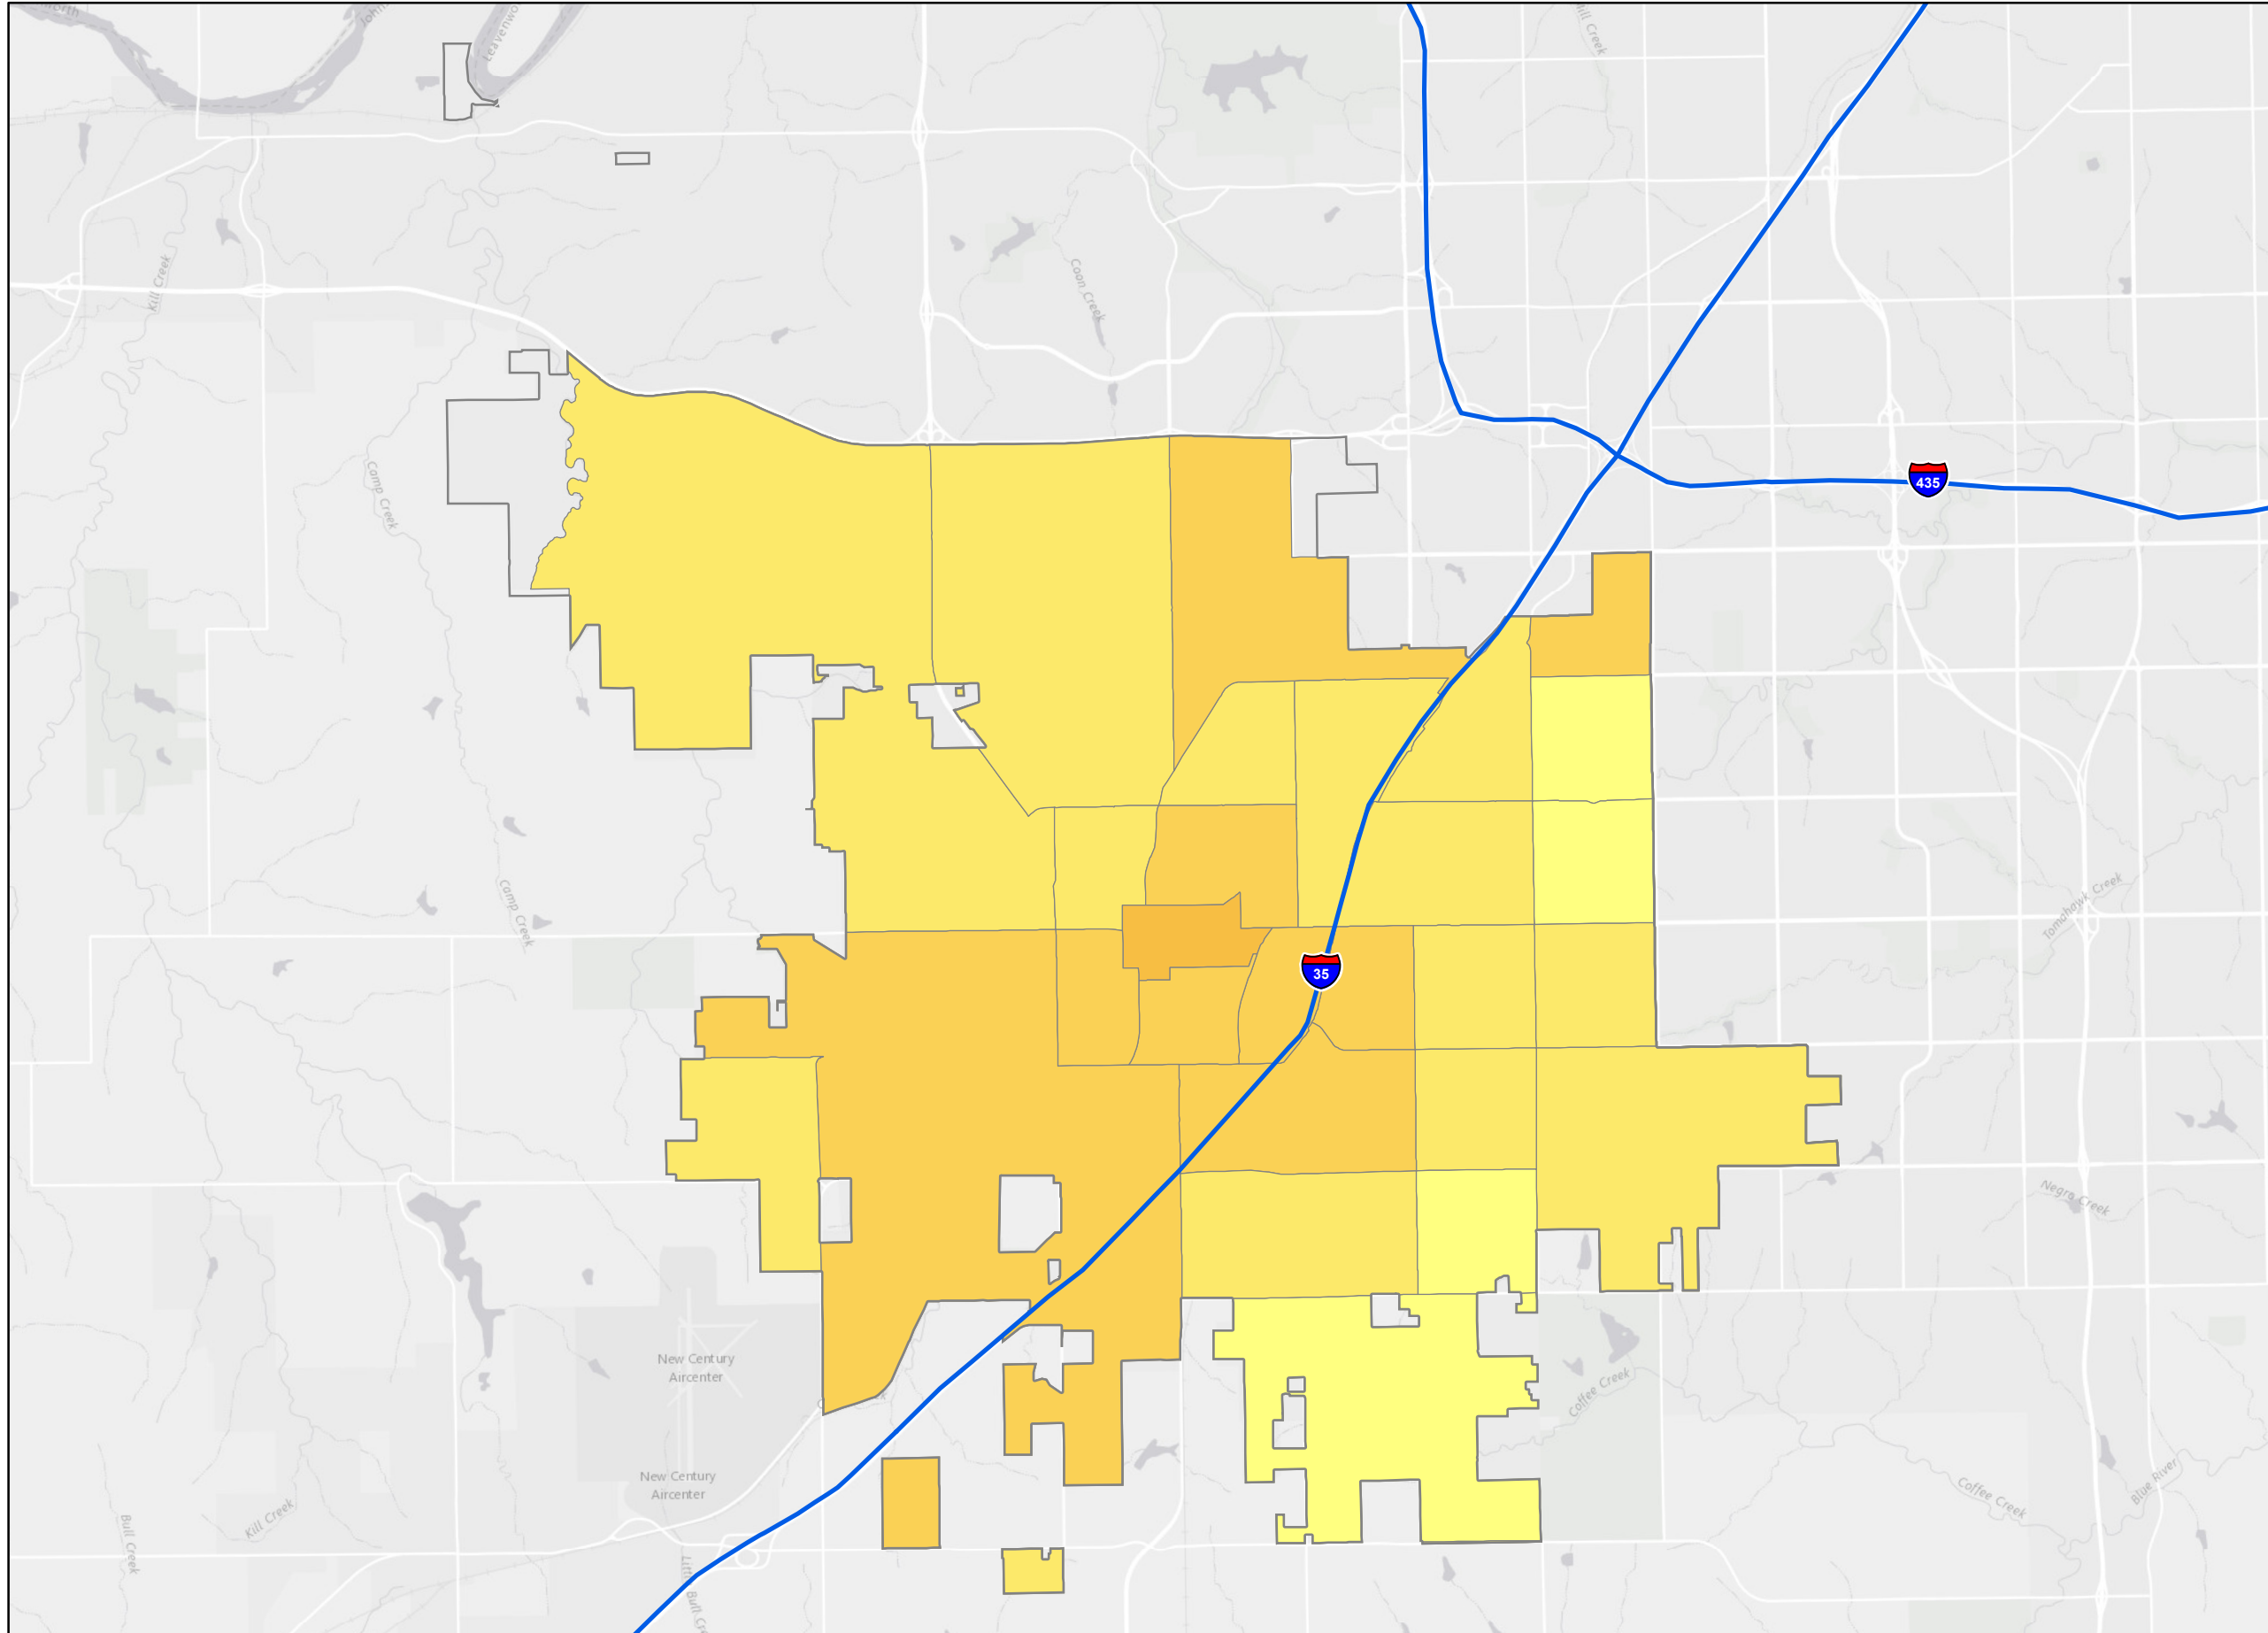 Kill Creek
Coon Creek
435
Camp Creek
Camp Creek
Tomahawk Creek
35
Negro Creek
New Century
Aircenter
Coffee Creek
New Century
Aircenter
Kill Creek
Bull Creek
Coffee Creek
Blue River